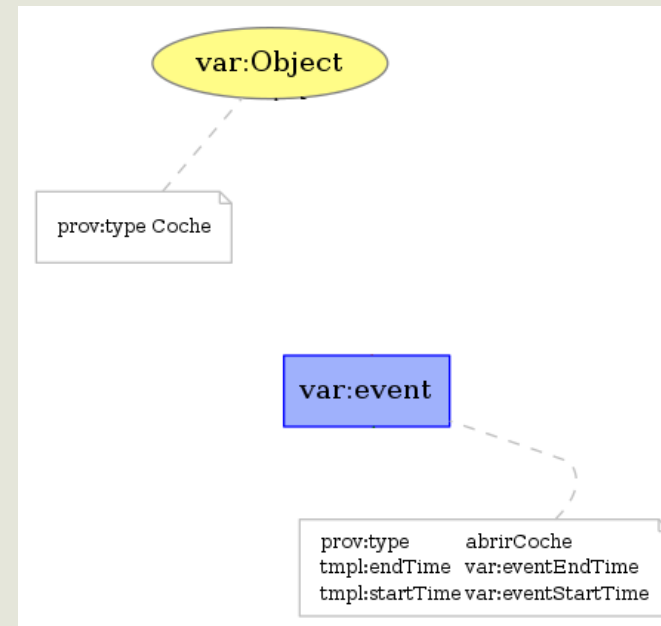 var:Object
prov:type Coche
var:event
prov:type abrirCoche
tmpl:endTime var:eventEndTime
tmpl:startTime var:eventStartTime